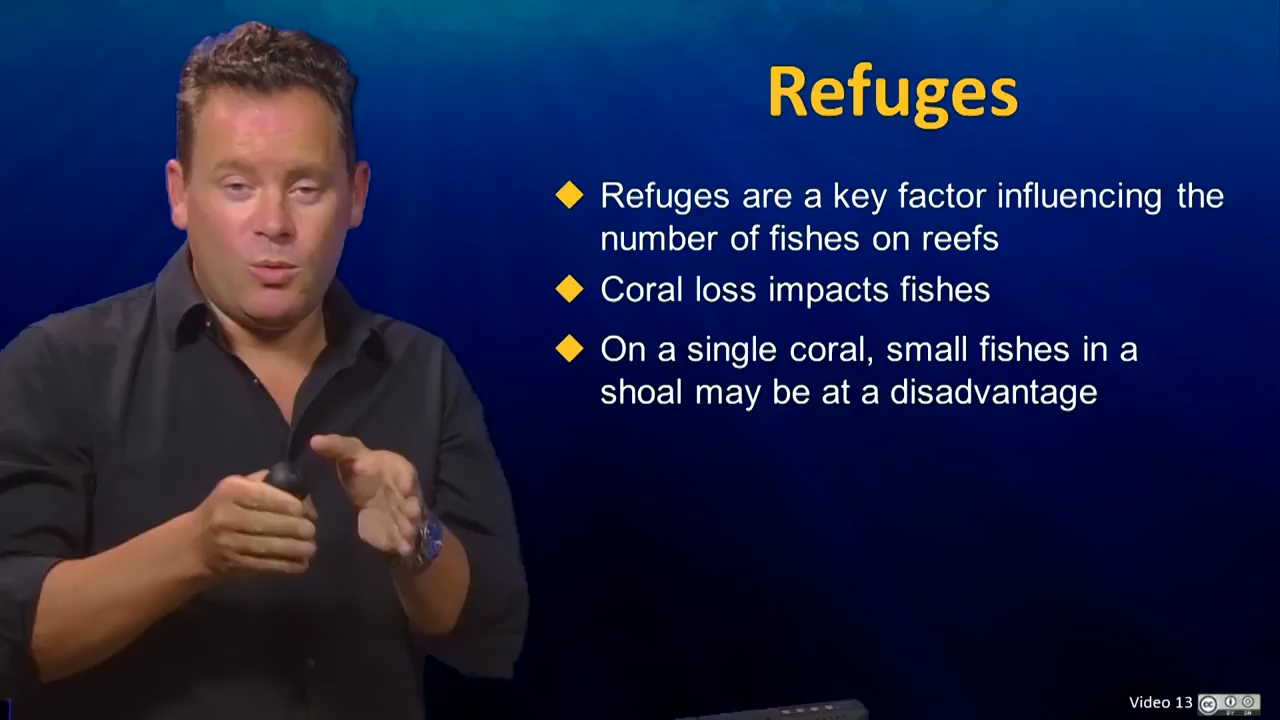 Refuges
Refuges are a key factor influencing the
number of fishes on reefs
Coral loss impacts fishes
On a single coral, small fishes in a
shoal may be at a disadvantage
Video 13
cc